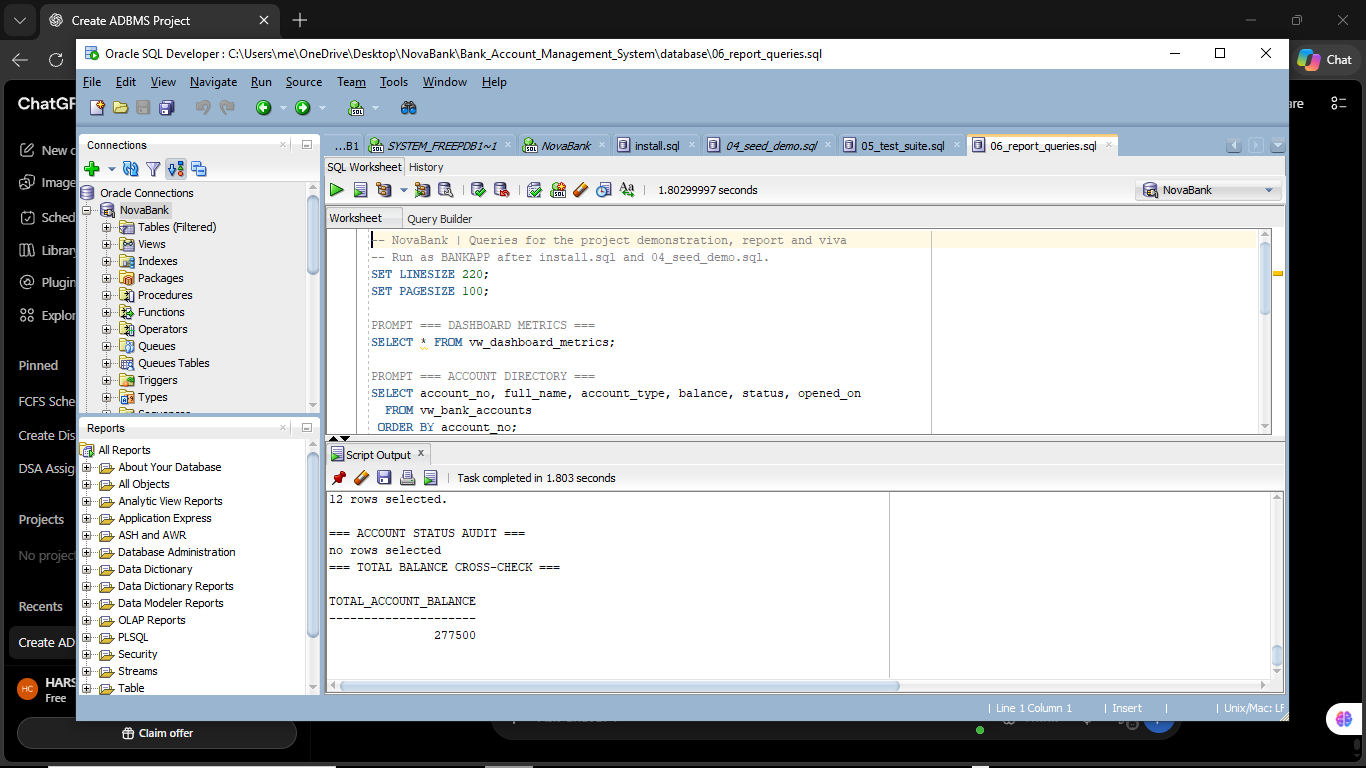 Create ADBMS Project
Oracle SQL Developer : C:\Users\me\OneDrive\Desktop\NovaBank\Bank_Account_Management_System\database\06_report_queries.sql
Chat
File Edit View Navigate Run Source Team Tools Window Help
ChatGP
are
SQL
Connections
...B1 SYSTEM_FREEPDB1~1 NovaBank install.sql 04_seed_demo.sql 05_test_suite.sql 06_report_queries.sql
New c
SQL Worksheet History
Image
1.80299997 seconds
NovaBank
Oracle Connections
Sched
NovaBank
Worksheet Query Builder
Tables (Filtered)
Librar
Views
-- NovaBank | Queries for the project demonstration, report and viva
Indexes
-- Run as BANKAPP after install.sql and 04_seed_demo.sql.
Packages
SET LINESIZE 220;
Plugin
Procedures
SET PAGESIZE 100;
Functions
Explor
Operators
PROMPT === DASHBOARD METRICS ===
Queues
SELECT * FROM vw_dashboard_metrics;
Queues Tables
Pinned
Triggers
PROMPT === ACCOUNT DIRECTORY ===
Types
SELECT account_no, full_name, account_type, balance, status, opened_on
FCFS Sche
Sequences
FROM vw_bank_accounts
Reports
ORDER BY account_no;
Create Dis
All Reports
Script Output
DSA Assig
About Your Database
Task completed in 1.803 seconds
All Objects
Analytic View Reports
12 rows selected.
Projects
Application Express
ASH and AWR
=== ACCOUNT STATUS AUDIT ===
No project
Database Administration
no rows selected
Data Dictionary
=== TOTAL BALANCE CROSS-CHECK ===
Data Dictionary Reports
Recents
Data Modeler Reports
TOTAL_ACCOUNT_BALANCE
OLAP Reports
---------------------
Create AD
PLSQL
277500
Security
HC
HARS
Streams
Free
Table
Line 1 Column 1 Insert Unix/Mac: LF
Claim offer